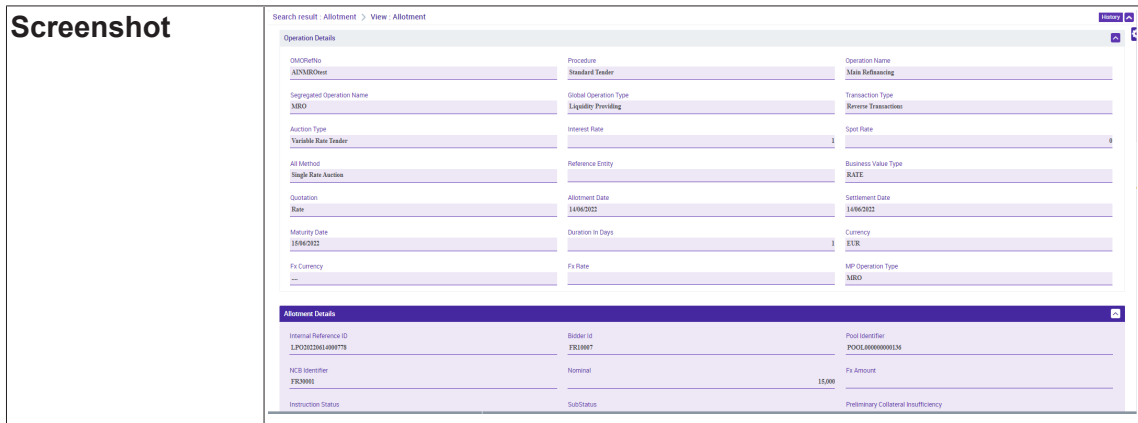 Screenshot
Search result : Allotment > View : Allotment
History
Operation Details
OMORefNo Procedure Operation Name
AINMROtest Standard Tender Main Refinancing
Segregated Operation Name Global Operation Type Transaction Type
MRO Liquidity Providing Reverse Transactions
Auction Type Interest Rate Spot Rate
Variable Rate Tender 1 0
All Method Reference Entity Business Value Type
Single Rate Auction RATE
Quotation Allotment Date Settlement Date
Rate 14/06/2022 14/06/2022
Maturity Date Duration In Days Currency
15/06/2022 1 EUR
Fx Currency Fx Rate MP Operation Type
--- MRO
Allotment Details
Internal Reference ID Bidder Id Pool Identifier
LPO20220614000778 FR10007 POOL000000000136
NCB Identifier Nominal Fx Amount
FR30001 15,000
Instruction Status SubStatus Preliminary Collateral Insufficiency